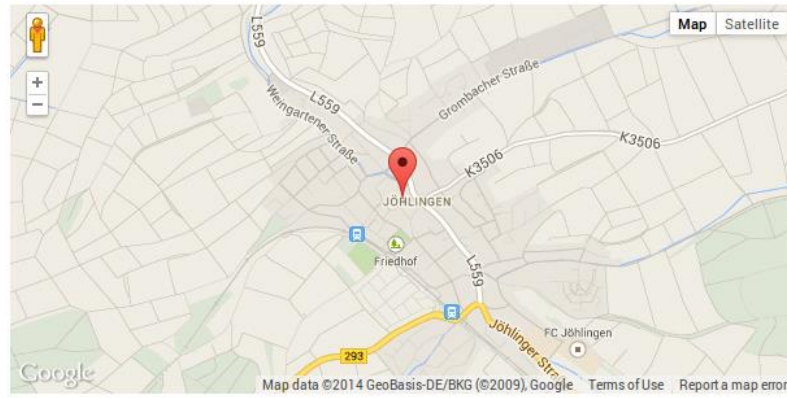 L559
Map Satellite
+
−
L559
Grombacher Straße
Weingartener Straße
K3506
K3506
JÖHLINGEN
Friedhof
L559
293
Jöhlinger Straß
FC Jöhlingen
Google
Map data ©2014 GeoBasis-DE/BKG (©2009), Google Terms of Use Report a map error